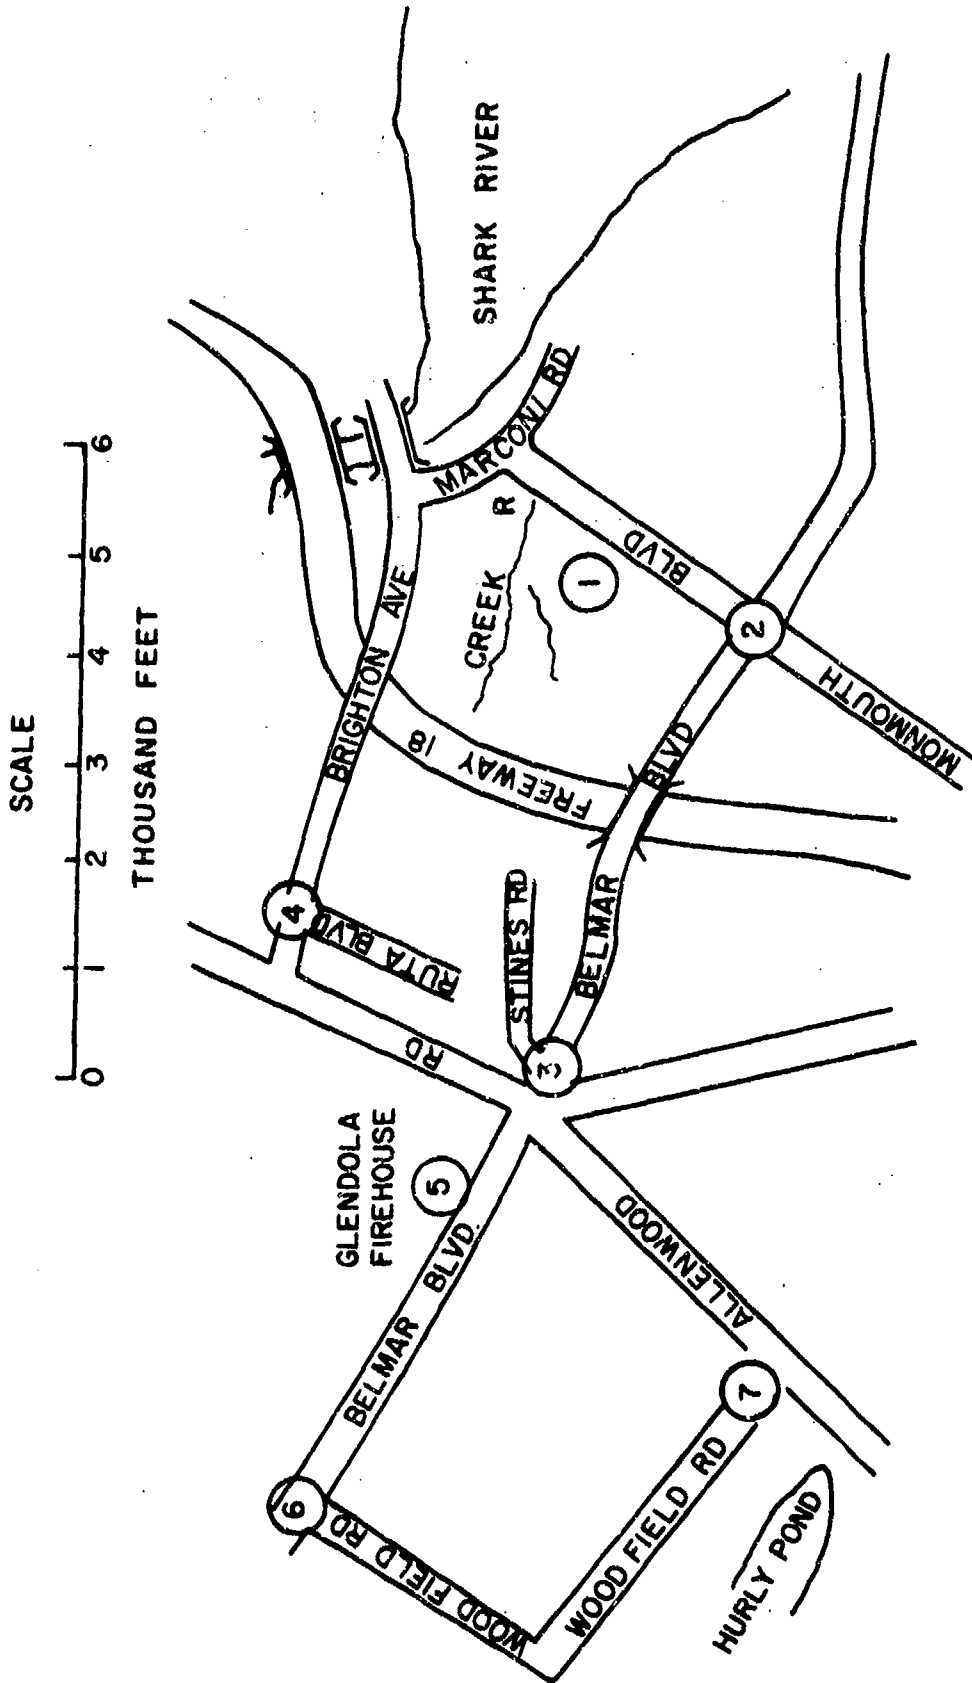 SCALE
0 1 2 3 4 5 6
THOUSAND FEET
GLENDOLA
FIREHOUSE
5
6
BELMAR BLVD.
WOOD FIELD RD
WOOD FIELD RD
7
HURLY POND
ALLENWOOD
RD
4
RUTA BLVD
BRIGHTON AVE
STINES RD
3
BELMAR BLVD
FREEWAY 18
CREEK
R
1
2
MONMOUTH BLVD
MARCONI RD
SHARK RIVER